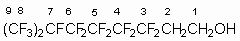 9 8 7 6 5 4 3 2 1
(CF₃)₂CFCF₂CF₂CF₂CF₂CH₂CH₂OH